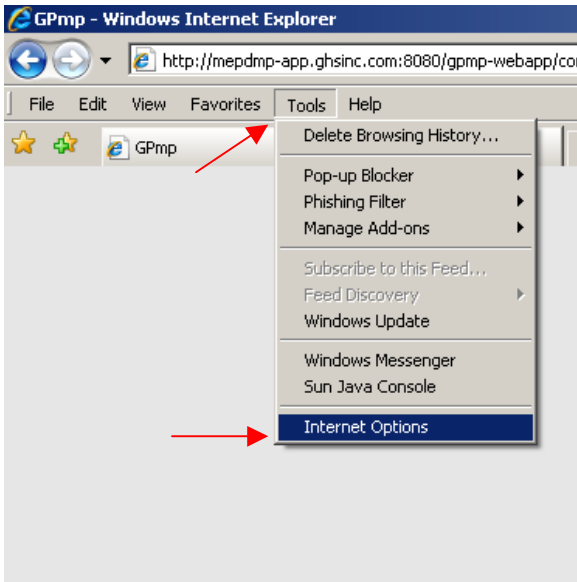 GPmp - Windows Internet Explorer
http://mepdmp-app.ghsinc.com:8080/gpmp-webapp/co
File Edit View Favorites Tools Help
GPmp
Delete Browsing History...
Pop-up Blocker
Phishing Filter
Manage Add-ons
Subscribe to this Feed...
Feed Discovery
Windows Update
Windows Messenger
Sun Java Console
Internet Options